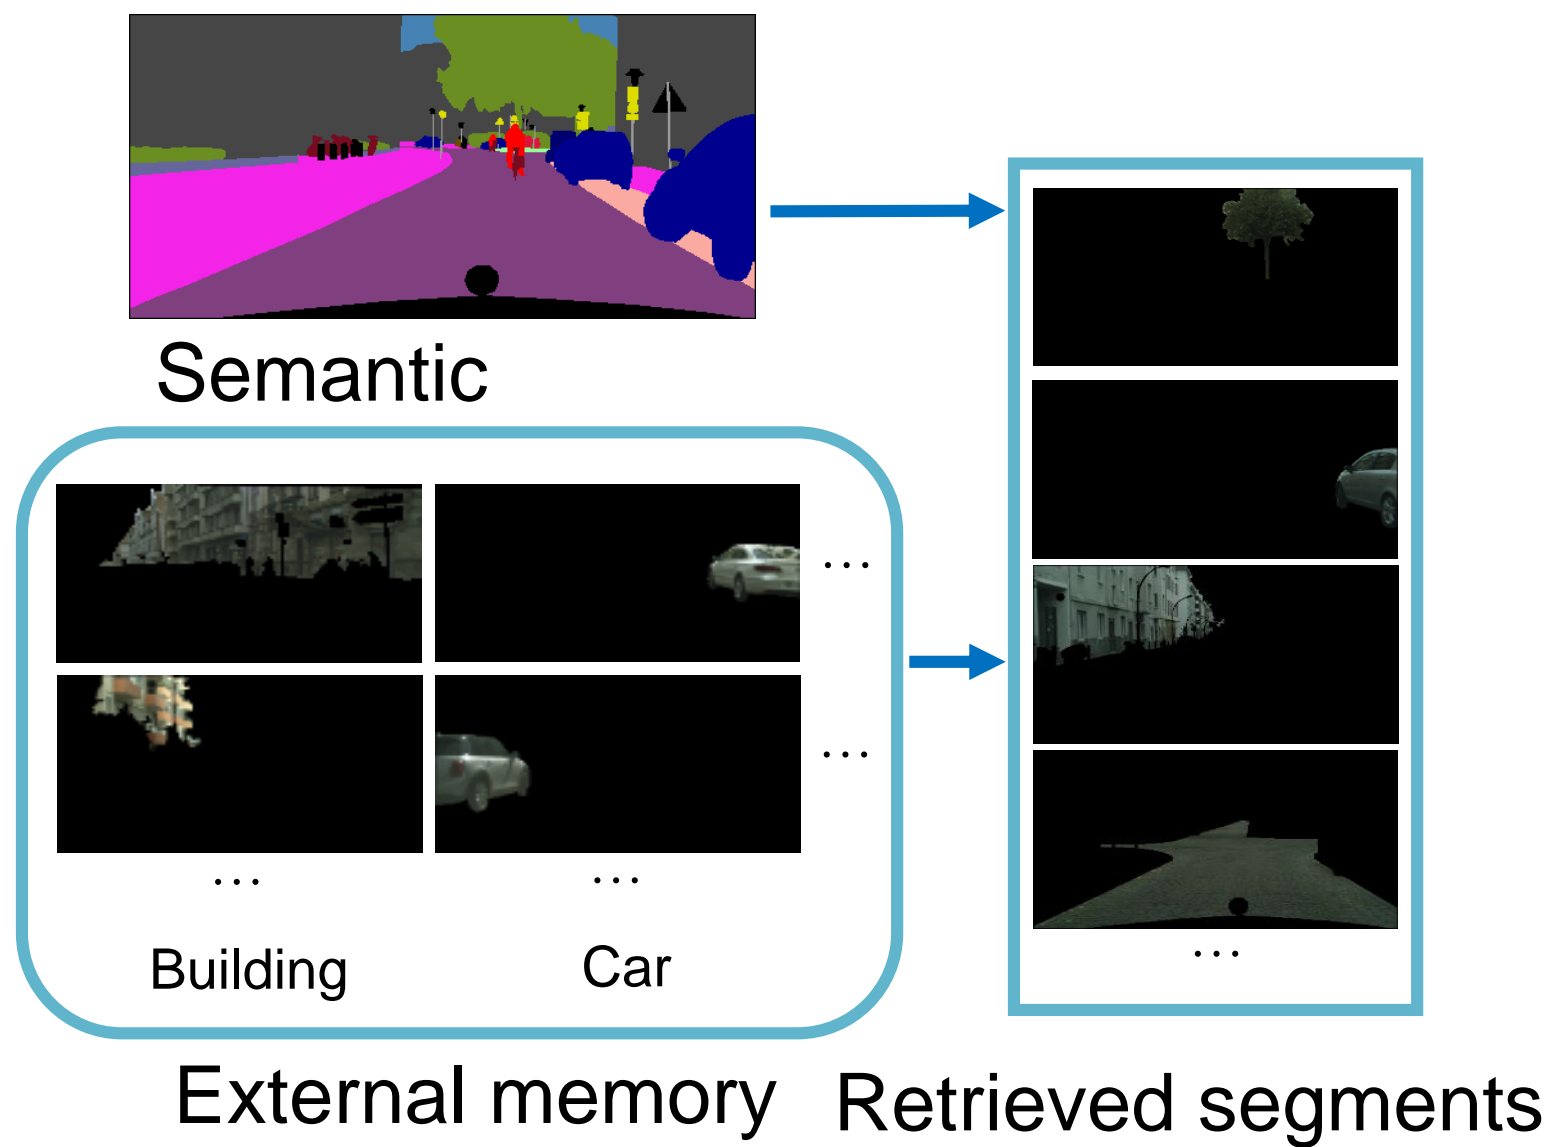 Semantic
...
...
... ...
Building Car
External memory
...
Retrieved segments